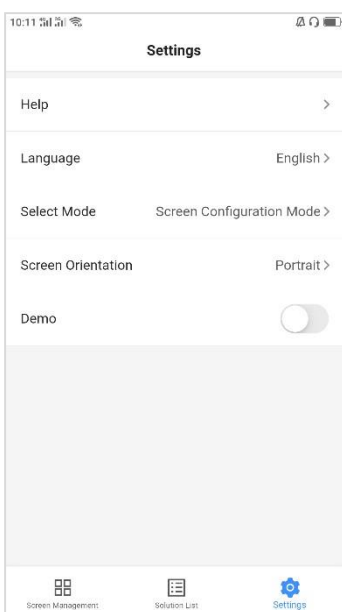 10:11
Settings
Help
Language English
Select Mode Screen Configuration Mode
Screen Orientation Portrait
Demo
Screen Management Solution List Settings